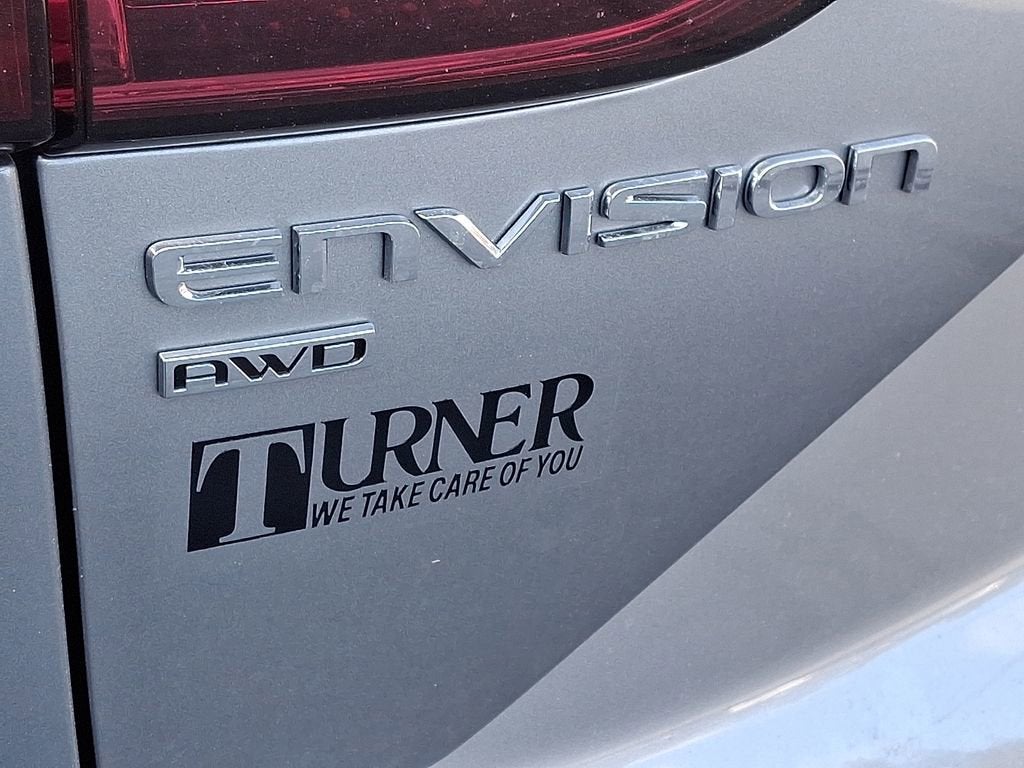 ENVISION
AWD
TURNER
WE TAKE CARE OF YOU